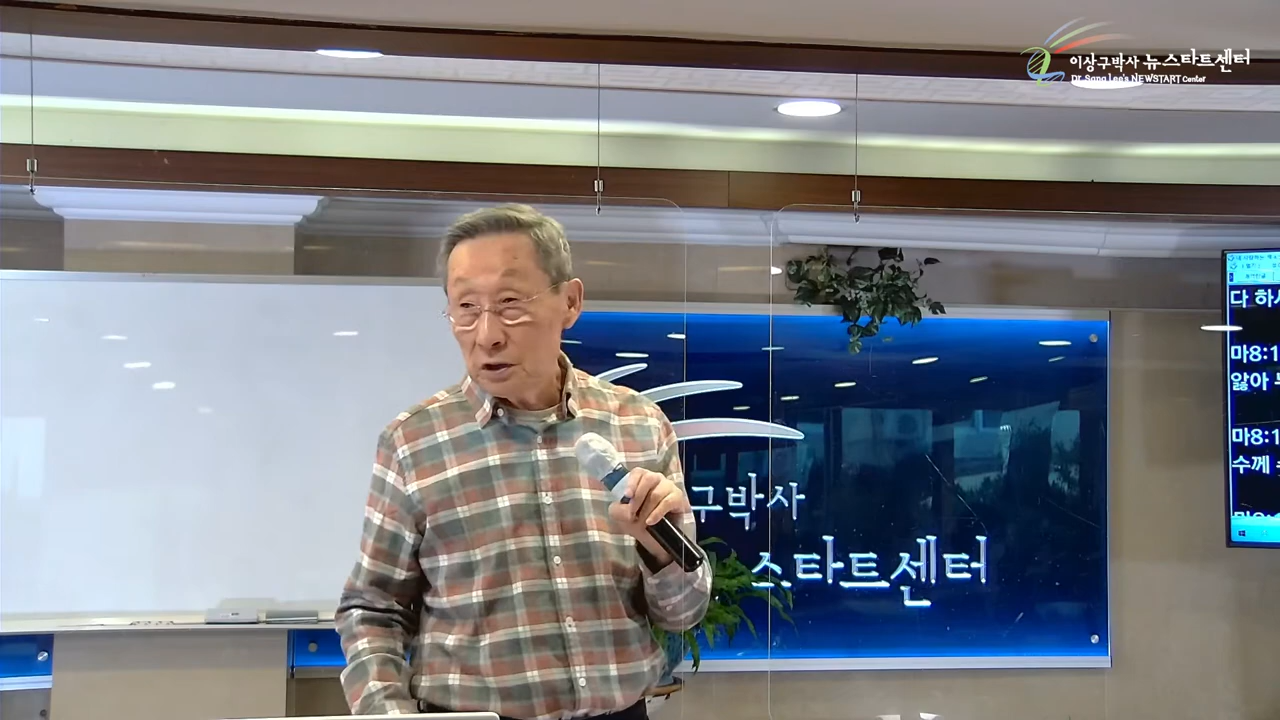 이상구박사 뉴스타트센터
Dr. Sang Lee's NEWSTART Center
다 하시
마8:1
앓아
마8:1
수께
구박사
스타트센터